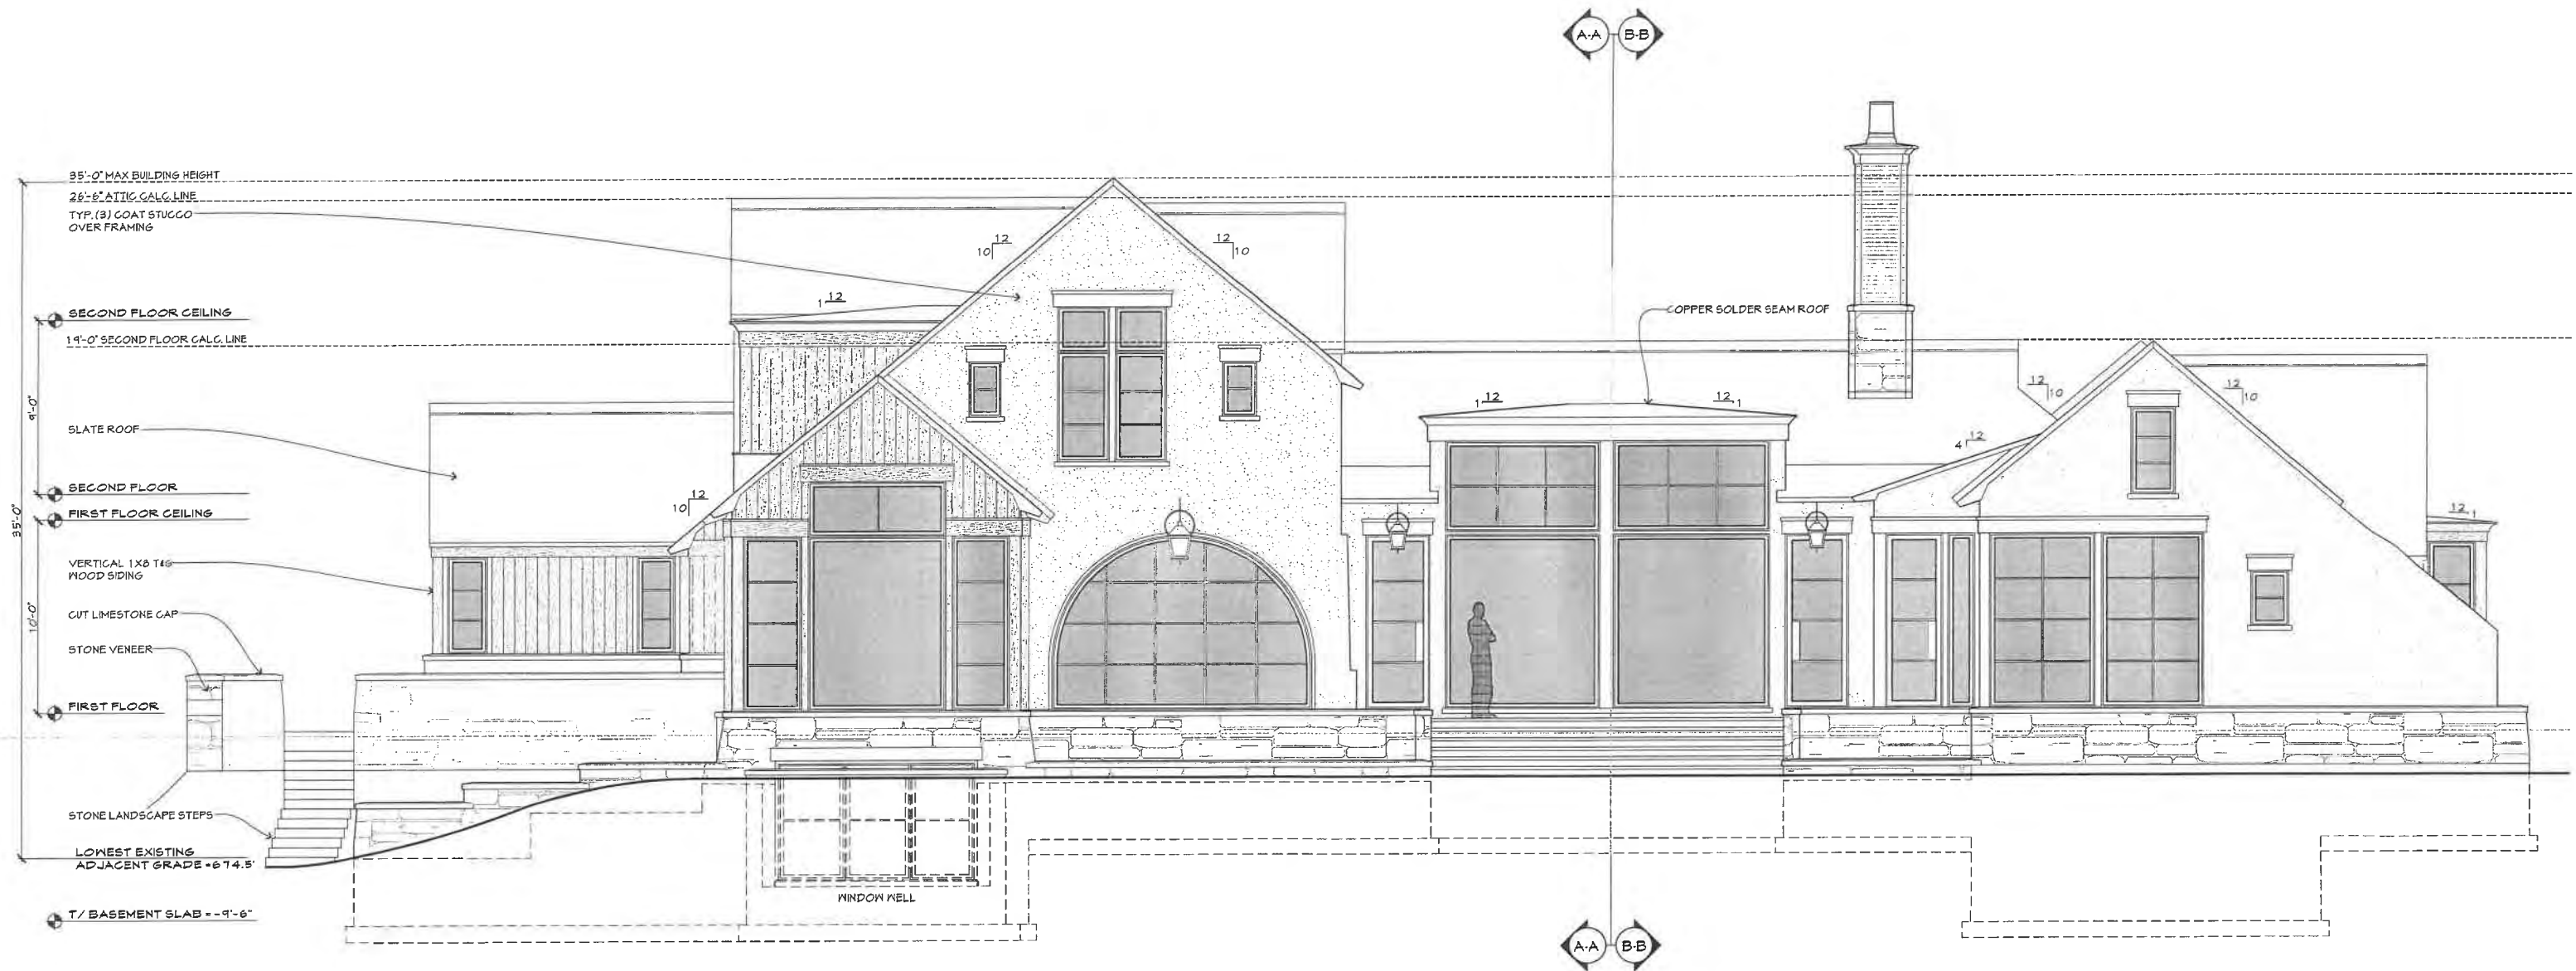 A-A B-B
35'-0" MAX BUILDING HEIGHT
26'-6" ATTIC CALC. LINE
TYP. (3) COAT STUCCO
OVER FRAMING
12
10
12
10
12
1
SECOND FLOOR CEILING
COPPER SOLDER SEAM ROOF
19'-0" SECOND FLOOR CALC. LINE
9'-0"
12
1
12
1
12
10
12
10
SLATE ROOF
12
4
SECOND FLOOR
12
10
FIRST FLOOR CEILING
12
1
35'-0"
VERTICAL 1X8 T&G
WOOD SIDING
10'-0"
CUT LIMESTONE CAP
STONE VENEER
FIRST FLOOR
STONE LANDSCAPE STEPS
LOWEST EXISTING
ADJACENT GRADE =674.5'
WINDOW WELL
T/ BASEMENT SLAB = -9'-6"
A-A B-B